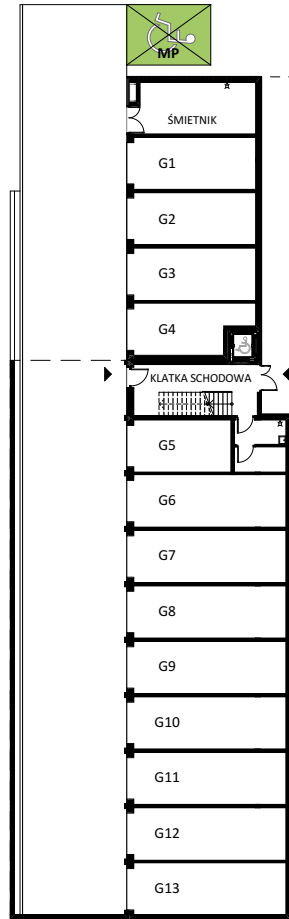 MP
ŚMIETNIK
G1
G2
G3
G4
KLATKA SCHODOWA
G5
G6
G7
G8
G9
G10
G11
G12
G13